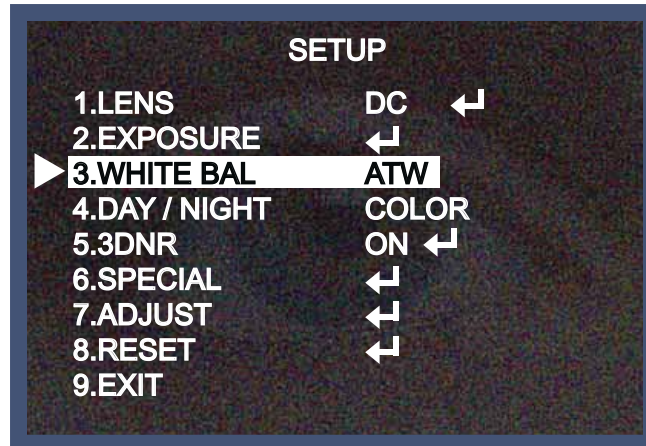 SETUP
1.LENS DC ↵
2.EXPOSURE ↵
3.WHITE BAL ATW
4.DAY / NIGHT COLOR
5.3DNR ON ↵
6.SPECIAL ↵
7.ADJUST ↵
8.RESET ↵
9.EXIT